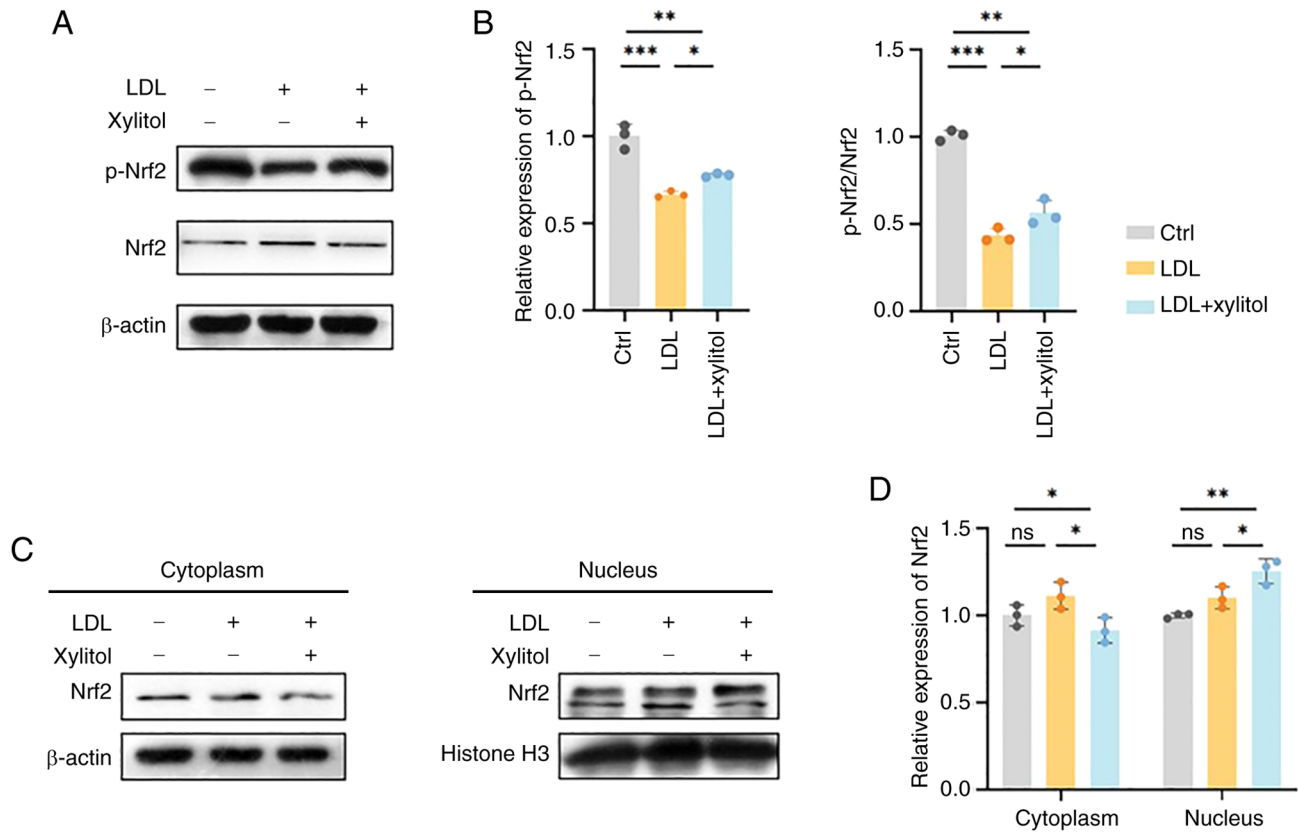 A
LDL – + +
Xylitol – – +
p-Nrf2
Nrf2
β-actin
B
** 
*** *
Relative expression of p-Nrf2
1.5
1.0
0.5
0.0
Ctrl
LDL
LDL+xylitol
**
*** *
p-Nrf2/Nrf2
1.5
1.0
0.5
0.0
Ctrl
LDL
LDL+xylitol
Ctrl
LDL
LDL+xylitol
C
Cytoplasm
LDL – + +
Xylitol – – +
Nrf2
β-actin
Nucleus
LDL – + +
Xylitol – – +
Nrf2
Histone H3
D
* **
ns * ns *
Relative expression of Nrf2
1.5
1.0
0.5
0.0
Cytoplasm Nucleus